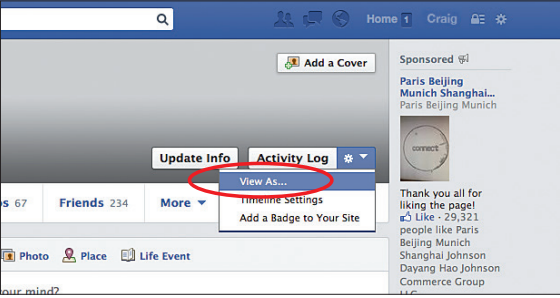 Home 1 Craig
Add a Cover
Sponsored
Paris Beijing
Munich Shanghai...
Paris Beijing Munich
connect
Update Info
Activity Log
View As...
Timeline Settings
Add a Badge to Your Site
67
Friends 234
More
Thank you all for
liking the page!
Like · 29,321
people like Paris
Beijing Munich
Shanghai Johnson
Dayang Hao Johnson
Commerce Group
Photo
Place
Life Event
your mind?